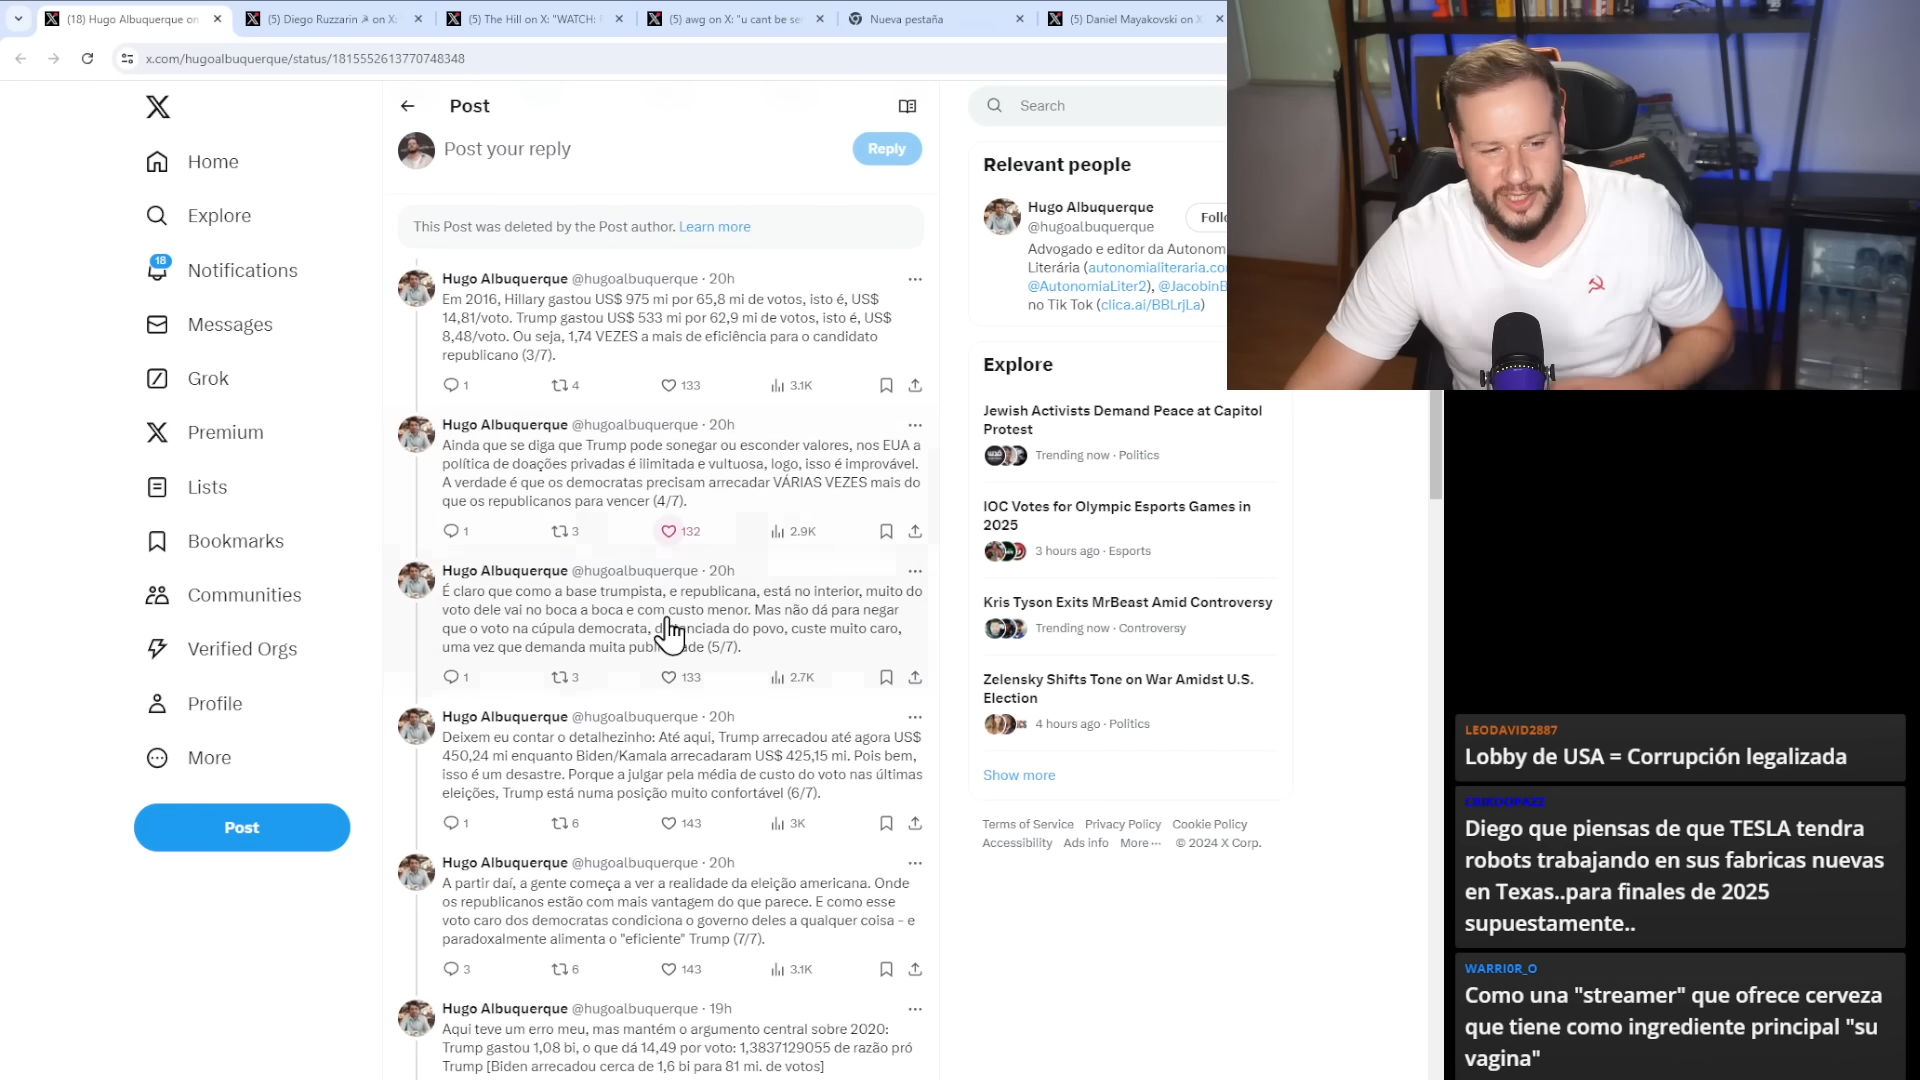 (18) Hugo Albuquerque on
(5) Diego Ruzzarin ☭ on X:
(5) The Hill on X: "WATCH:
(5) awg on X: "u cant be se
Nueva pestaña
(5) Daniel Mayakovski on X
x.com/hugoalbuquerque/status/1815552613770748348
Home
Explore
18
Notifications
Messages
Grok
Premium
Lists
Bookmarks
Communities
Verified Orgs
Profile
More
Post
Post
Post your reply
Reply
This Post was deleted by the Post author. Learn more
Hugo Albuquerque @hugoalbuquerque · 20h
Em 2016, Hillary gastou US$ 975 mi por 65,8 mi de votos, isto é, US$
14,81/voto. Trump gastou US$ 533 mi por 62,9 mi de votos, isto é, US$
8,48/voto. Ou seja, 1,74 VEZES a mais de eficiência para o candidato
republicano (3/7).
1 4 133 3.1K
Hugo Albuquerque @hugoalbuquerque · 20h
Ainda que se diga que Trump pode sonegar ou esconder valores, nos EUA a
política de doações privadas é ilimitada e vultuosa, logo, isso é improvável.
A verdade é que os democratas precisam arrecadar VÁRIAS VEZES mais do
que os republicanos para vencer (4/7).
1 3 132 2.9K
Hugo Albuquerque @hugoalbuquerque · 20h
É claro que como a base trumpista, e republicana, está no interior, muito do
voto dele vai no boca a boca e com custo menor. Mas não dá para negar
que o voto na cúpula democrata, do povo, custe muito caro,
uma vez que demanda muita (5/7).
1 3 133 2.7K
Hugo Albuquerque @hugoalbuquerque · 20h
Deixem eu contar o detalhezinho: Até aqui, Trump arrecadou até agora US$
450,24 mi enquanto Biden/Kamala arrecadaram US$ 425,15 mi. Pois bem,
isso é um desastre. Porque a julgar pela média de custo do voto nas últimas
eleições, Trump está numa posição muito confortável (6/7).
1 6 143 3K
Hugo Albuquerque @hugoalbuquerque · 20h
A partir daí, a gente começa a ver a realidade da eleição americana. Onde
os republicanos estão com mais vantagem do que parece. E como esse
voto caro dos democratas condiciona o governo deles a qualquer coisa - e
paradoxalmente alimenta o "eficiente" Trump (7/7).
3 6 143 3.1K
Hugo Albuquerque @hugoalbuquerque · 19h
Aqui teve um erro meu, mas mantém o argumento central sobre 2020:
Trump gastou 1,08 bi, o que dá 14,49 por voto: 1,3837129055 de razão pró
Trump [Biden arrecadou cerca de 1,6 bi para 81 mi. de votos]
Search
Relevant people
Hugo Albuquerque
@hugoalbuquerque
Foll
Advogado e editor da Autonom
Literária (autonomialiteraria.co
@AutonomiaLiter2), @JacobinB
no Tik Tok (clica.ai/BBLrjLa)
Explore
Jewish Activists Demand Peace at Capitol
Protest
Trending now · Politics
IOC Votes for Olympic Esports Games in
2025
3 hours ago · Esports
Kris Tyson Exits MrBeast Amid Controversy
Trending now · Controversy
Zelensky Shifts Tone on War Amidst U.S.
Election
4 hours ago · Politics
Show more
Terms of Service Privacy Policy Cookie Policy
Accessibility Ads info More ··· © 2024 X Corp.
COUGAR
LEODAVID2887
Lobby de USA = Corrupción legalizada
Diego que piensas de que TESLA tendra
robots trabajando en sus fabricas nuevas
en Texas..para finales de 2025
supuestamente..
WARRI0R_O
Como una "streamer" que ofrece cerveza
que tiene como ingrediente principal "su
vagina"